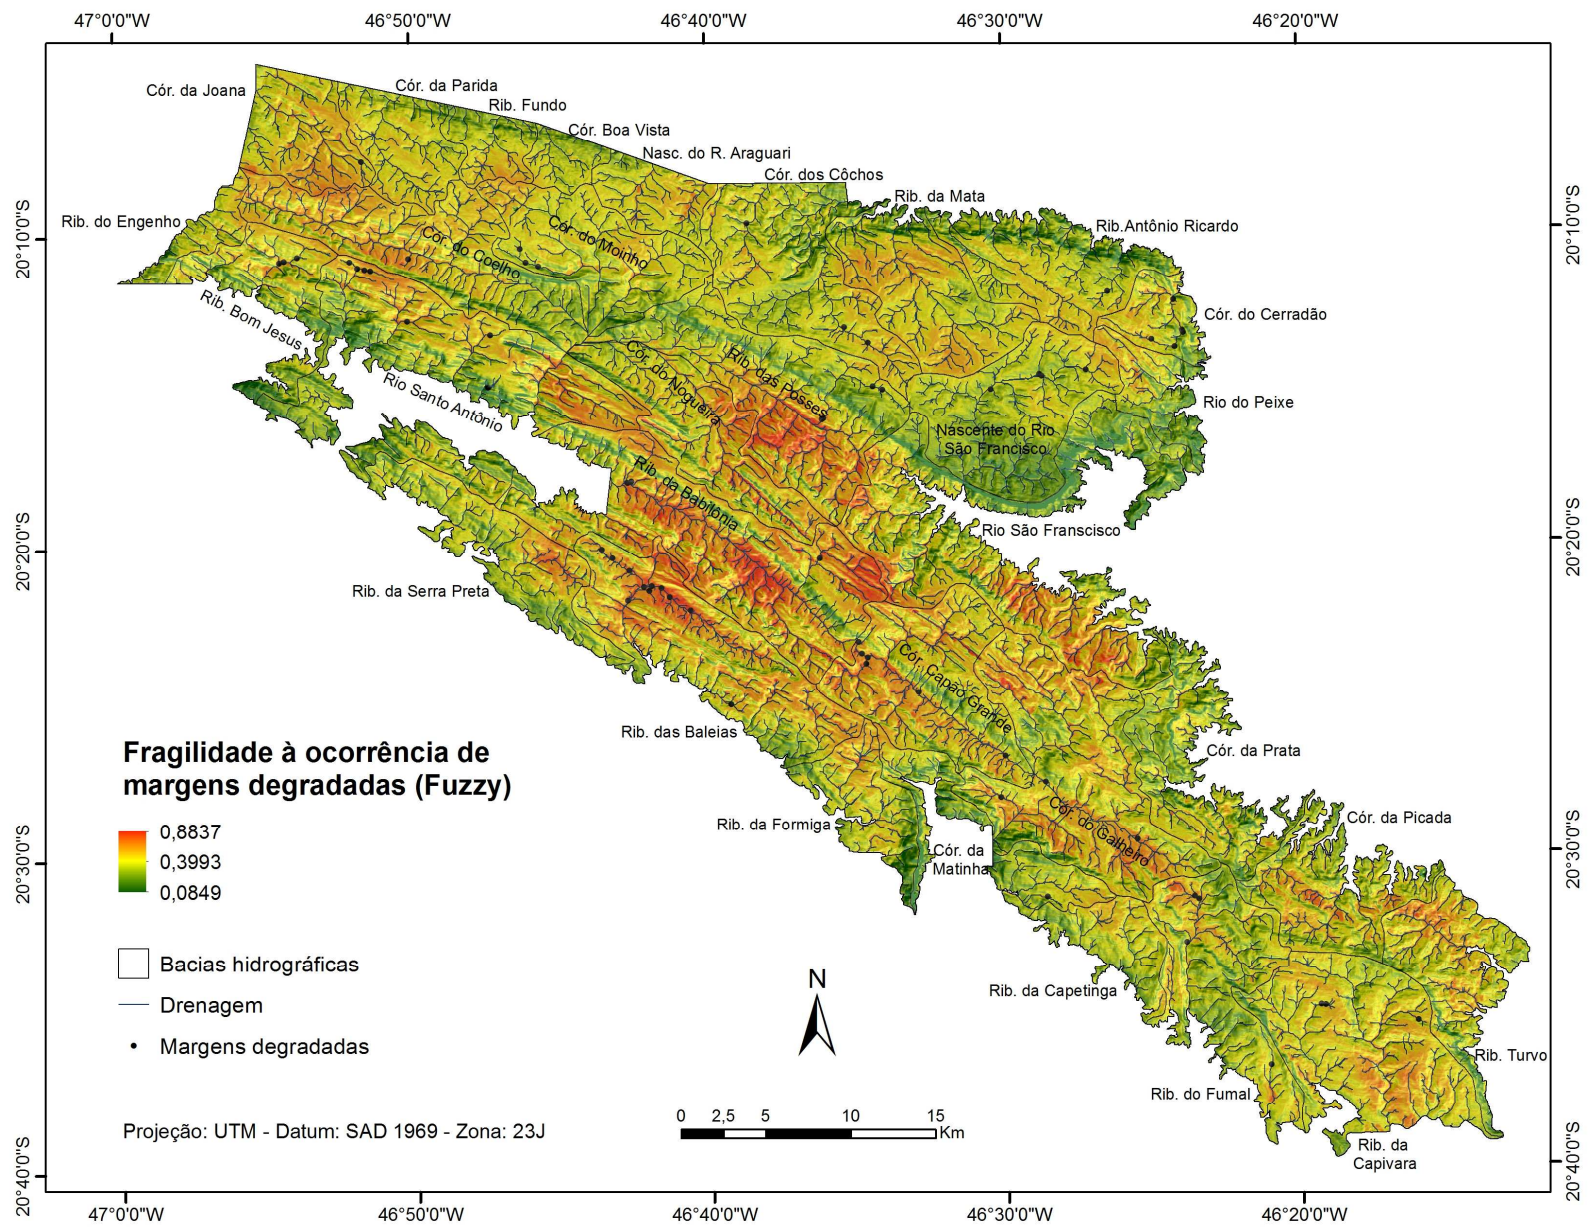 47°0'0"W 46°50'0"W 46°40'0"W 46°30'0"W 46°20'0"W
Cór. da Joana
Cór. da Parida
Rib. Fundo
Cór. Boa Vista
Nasc. do R. Araguari
Cór. dos Côchos
Rib. da Mata
Rib. do Engenho
Rib.Antônio Ricardo
20°10'0"S
20°10'0"S
Cór. do Coelho
Cór. do Moinho
Rib. Bom Jesus
Cór. do Cerradão
Cór. do Nogueira
Rib. das Posses
Rio Santo Antônio
Rio do Peixe
Nascente do Rio
São Francisco
Rib. da Babilônia
Rio São Franscisco
20°20'0"S
20°20'0"S
Rib. da Serra Preta
Cór. Capão Grande
Rib. das Baleias
Cór. da Prata
Fragilidade à ocorrência de
margens degradadas (Fuzzy)
0,8837
0,3993
0,0849
Rib. da Formiga
Cór. do Galheiro
Cór. da Picada
Cór. da
Matinha
20°30'0"S
20°30'0"S
Bacias hidrográficas
Drenagem
Margens degradadas
N
Rib. da Capetinga
Rib. Turvo
Rib. do Fumal
Rib. da
Capivara
Projeção: UTM - Datum: SAD 1969 - Zona: 23J
0 2,5 5 10 15
Km
20°40'0"S
20°40'0"S
47°0'0"W 46°50'0"W 46°40'0"W 46°30'0"W 46°20'0"W